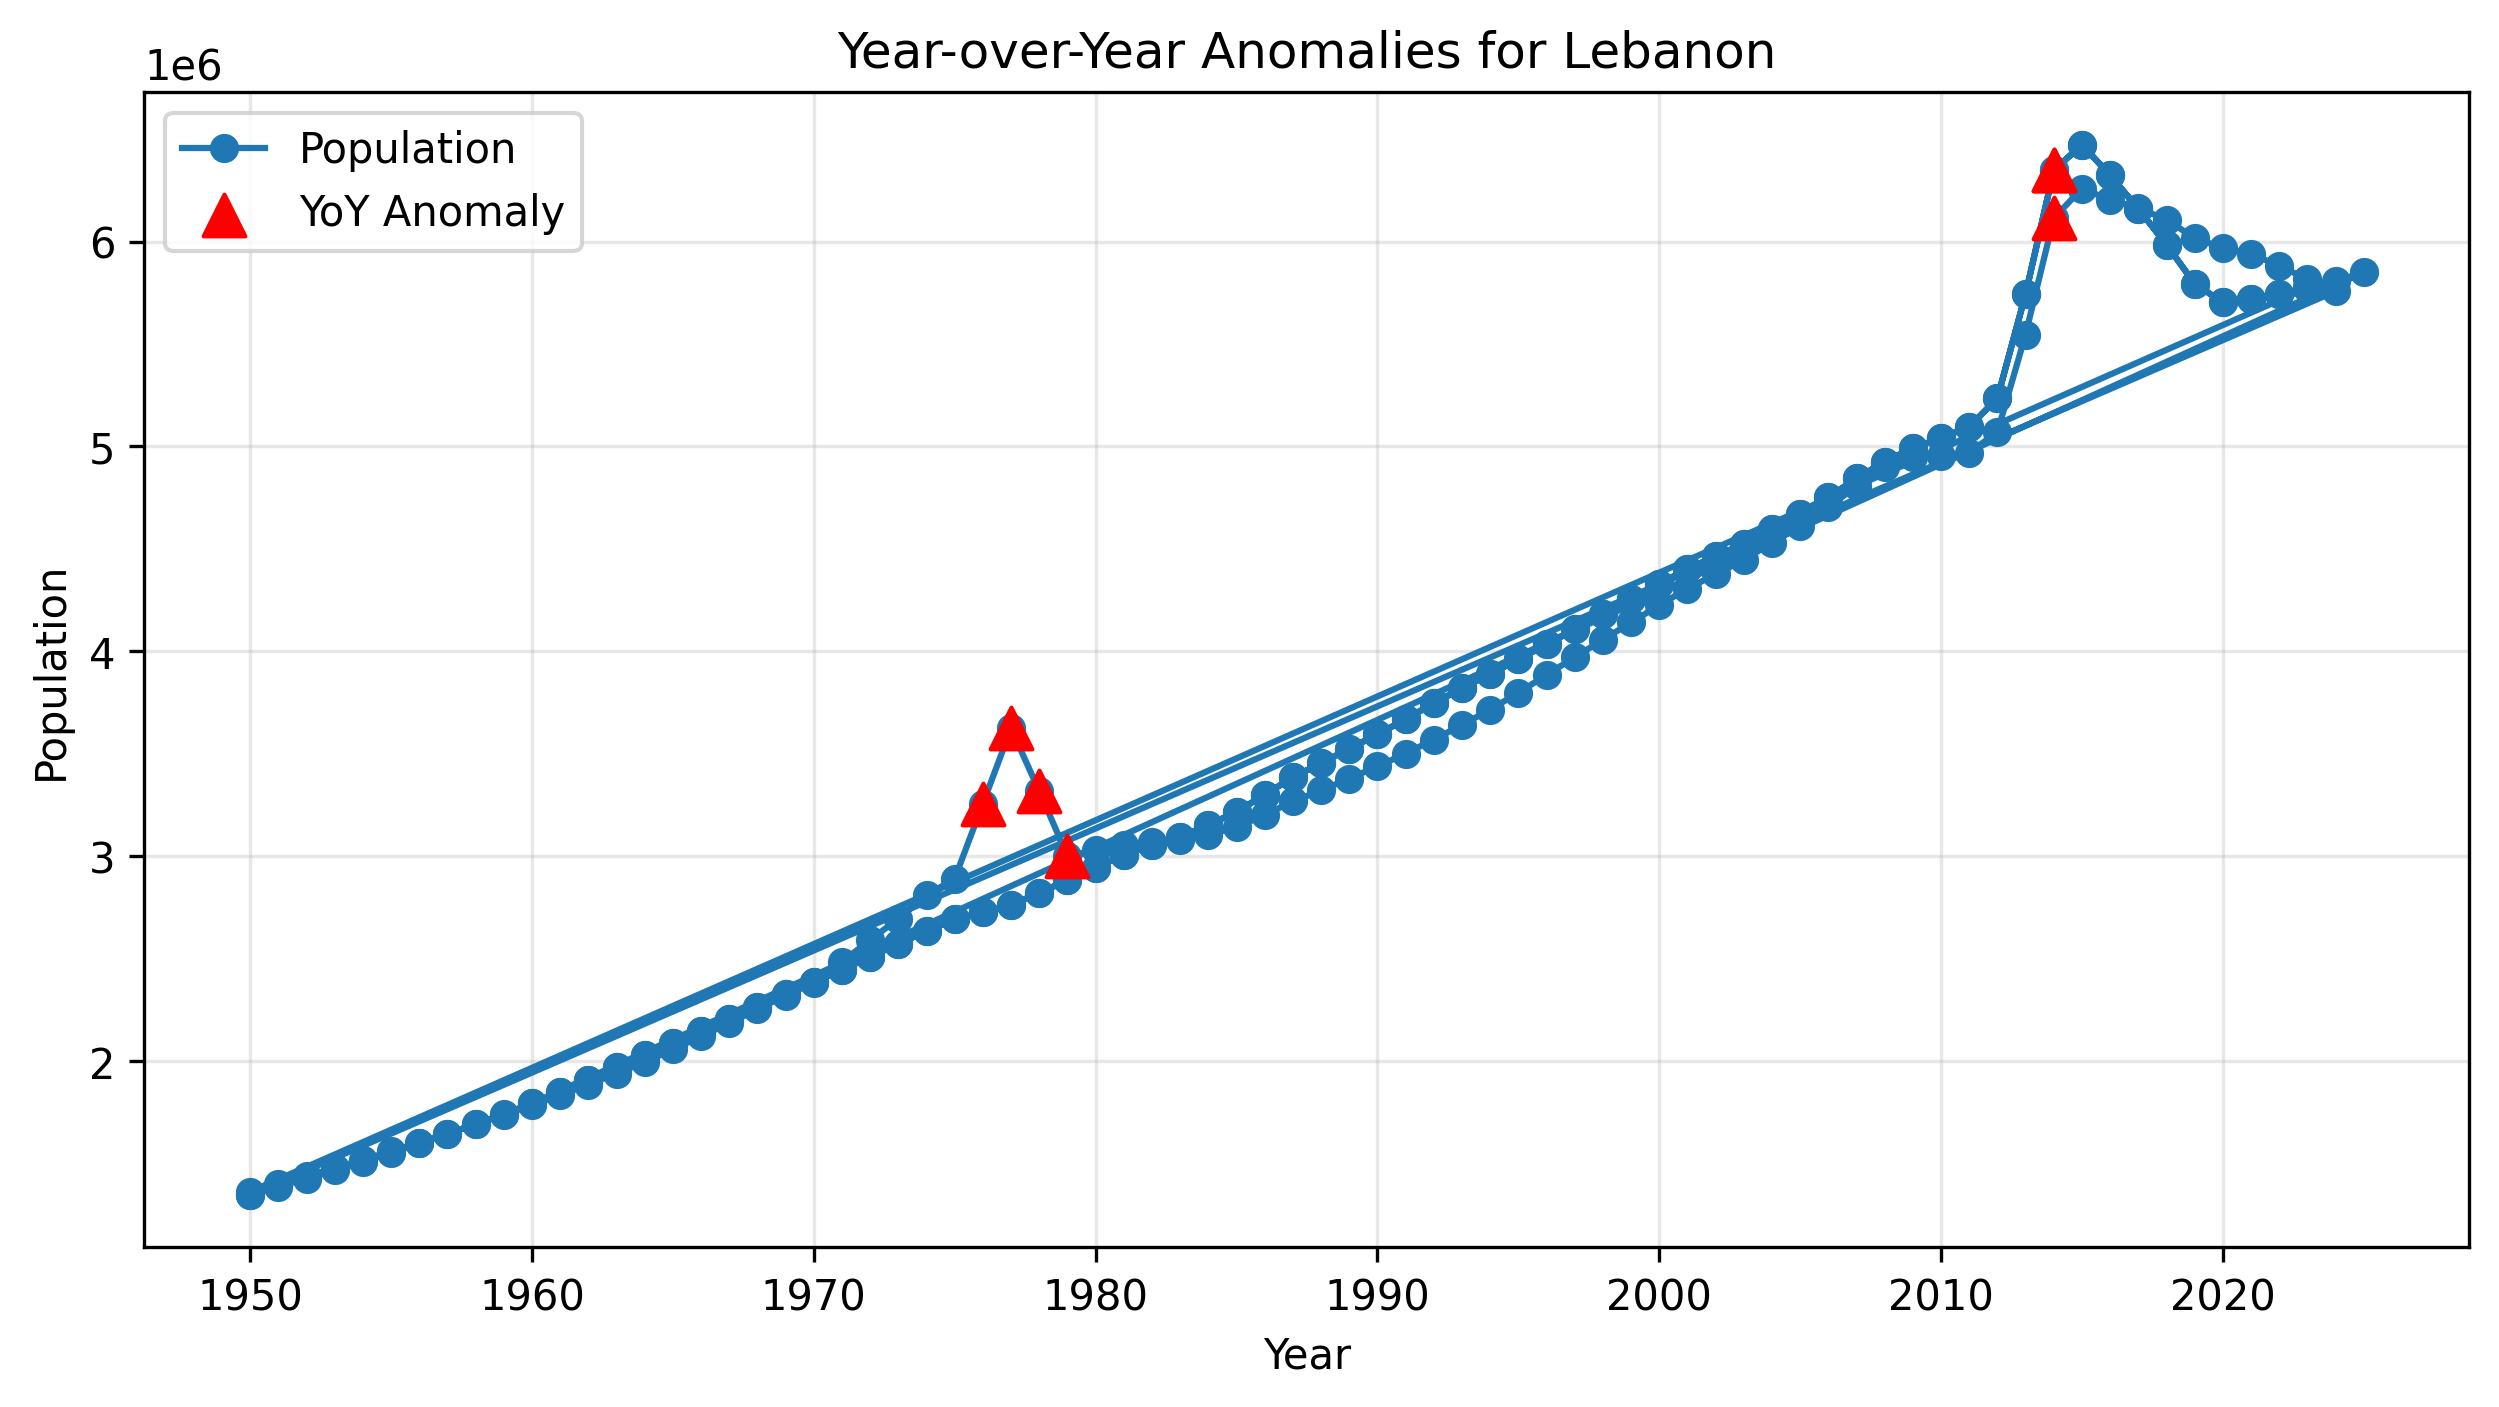 Year-over-Year Anomalies for Lebanon
1e6
Population
YoY Anomaly
6
5
4
3
2
Population
1950 1960 1970 1980 1990 2000 2010 2020
Year